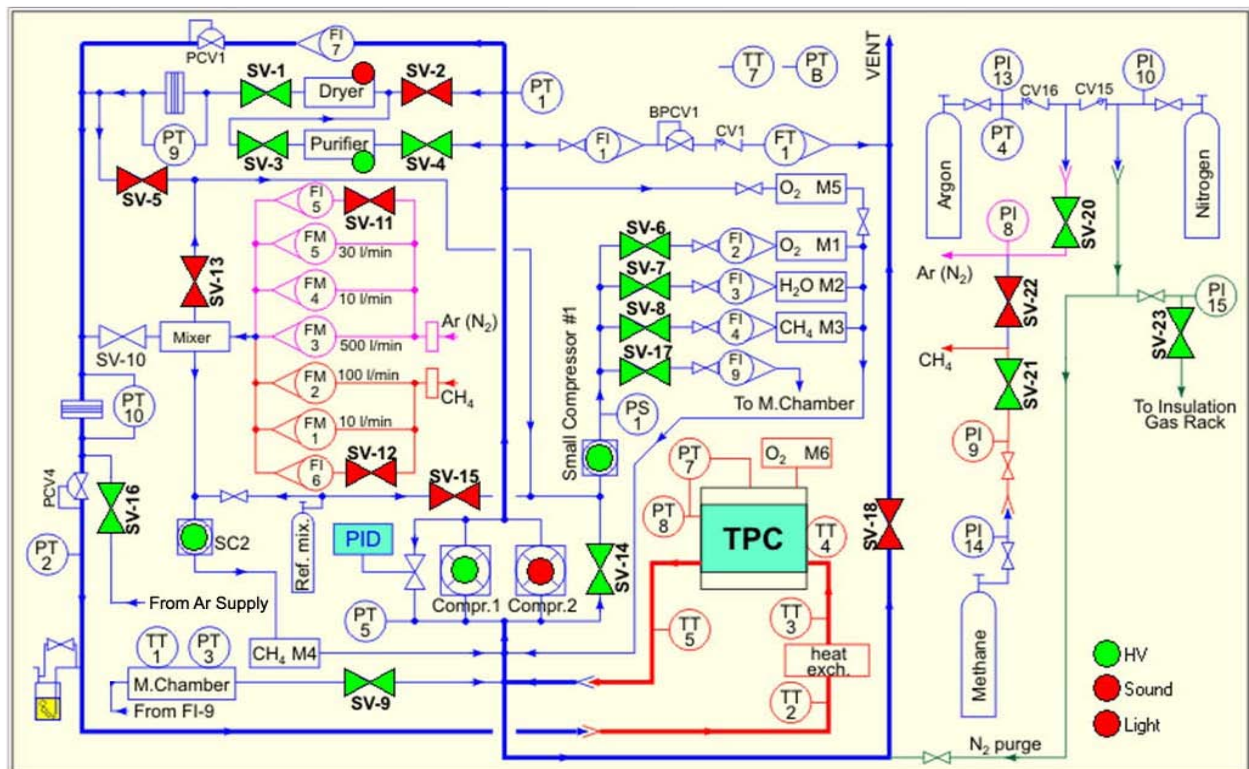 PCV1
FI
7
VENT
TT
7
PT
B
PI
13
PI
10
CV16
CV15
SV-1
Dryer
SV-2
PT
1
PT
4
BPCV1
CV1
FI
1
FT
1
PT
9
SV-3
Purifier
SV-4
Argon
Nitrogen
SV-5
FI
5
SV-11
O₂ M5
PI
8
SV-20
SV-6
FI
2
O₂ M1
FM
5
30 l/min
SV-7
FI
3
H₂O M2
Ar (N₂)
SV-13
FM
4
10 l/min
SV-22
PI
15
SV-8
FI
4
CH₄ M3
Ar (N₂)
SV-23
SV-10
Mixer
FM
3
500 l/min
SV-17
FI
9
CH₄
SV-21
FM
2
100 l/min
CH₄
To M.Chamber
To Insulation
Gas Rack
PT
10
Small Compressor #1
PS
1
FM
1
10 l/min
PI
9
FI
6
SV-12
PT
7
O₂ M6
SV-15
PCV4
SV-16
PT
8
TPC
TT
4
SV-18
SC2
Ref. mix.
PID
PI
14
PT
2
SV-14
From Ar Supply
Compr.1
Compr.2
PT
5
TT
5
TT
3
TT
1
PT
3
CH₄ M4
heat
exch.
Methane
HV
M.Chamber
SV-9
Sound
From FI-9
TT
2
Light
N₂ purge